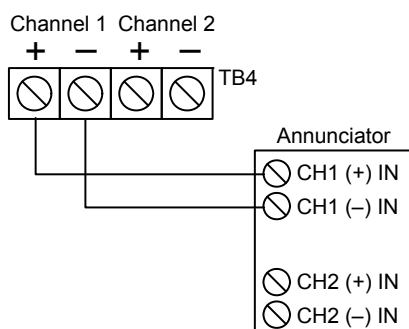 Channel 1 Channel 2
+ – + –
TB4
Annunciator
CH1 (+) IN
CH1 (–) IN
CH2 (+) IN
CH2 (–) IN